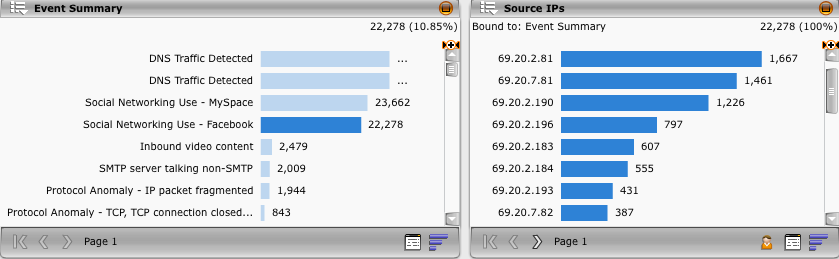 Event Summary
22,278 (10.85%)
DNS Traffic Detected ...
DNS Traffic Detected ...
Social Networking Use - MySpace 23,662
Social Networking Use - Facebook 22,278
Inbound video content 2,479
SMTP server talking non-SMTP 2,009
Protocol Anomaly - IP packet fragmented 1,944
Protocol Anomaly - TCP, TCP connection closed... 843
Page 1
Source IPs
Bound to: Event Summary 22,278 (100%)
69.20.2.81 1,667
69.20.7.81 1,461
69.20.2.190 1,226
69.20.2.196 797
69.20.2.183 607
69.20.2.184 555
69.20.2.193 431
69.20.7.82 387
Page 1